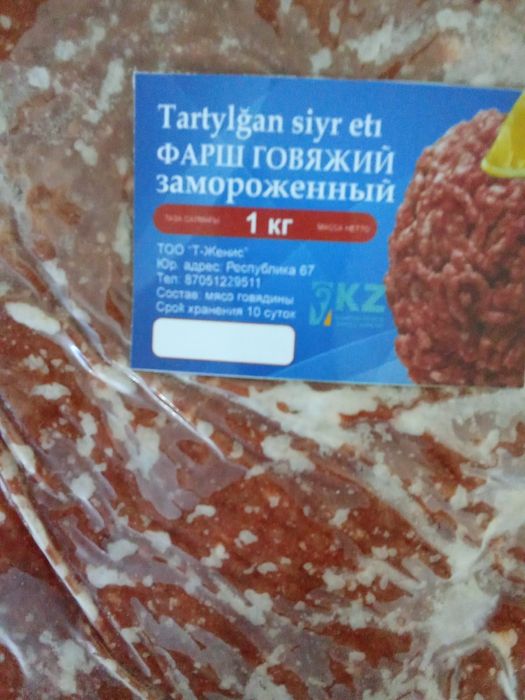 Tartylğan siyr etı
ФАРШ ГОВЯЖИЙ
замороженный
ТАЗА САЛМАҒЫ 1 кг МАССА НЕТТО
ТОО "Т-Женис"
Юр. адрес: Республика 67
Тел: 87051229511
Состав: мясо говядины
Срок хранения 10 суток
KZ